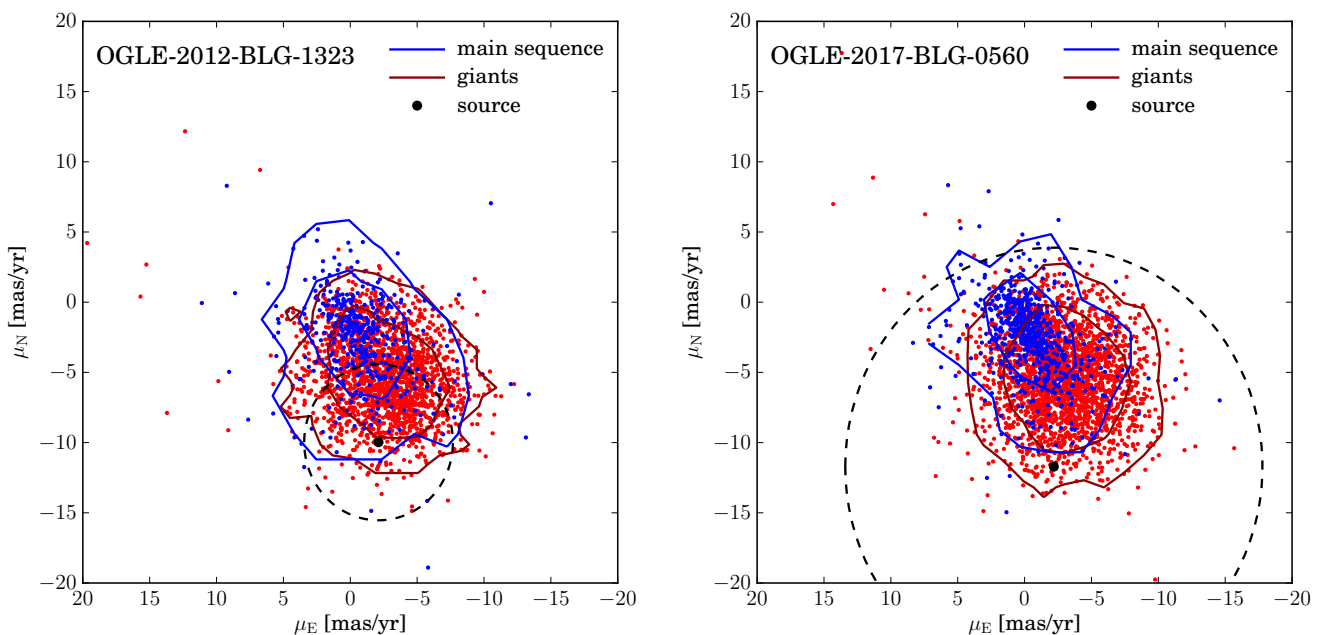 OGLE-2012-BLG-1323
main sequence
giants
source
20
15
10
5
0
−5
−10
−15
−20
20 15 10 5 0 −5 −10 −15 −20
μE [mas/yr]
μN [mas/yr]
OGLE-2017-BLG-0560
main sequence
giants
source
20
15
10
5
0
−5
−10
−15
−20
20 15 10 5 0 −5 −10 −15 −20
μE [mas/yr]
μN [mas/yr]